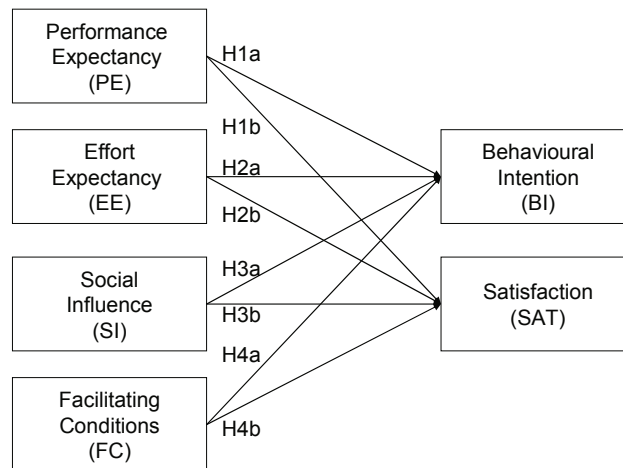 Performance
Expectancy
(PE)
H1a
H1b
Effort
Expectancy
(EE)
H2a
H2b
Behavioural
Intention
(BI)
Social
Influence
(SI)
H3a
H3b
Satisfaction
(SAT)
H4a
Facilitating
Conditions
(FC)
H4b